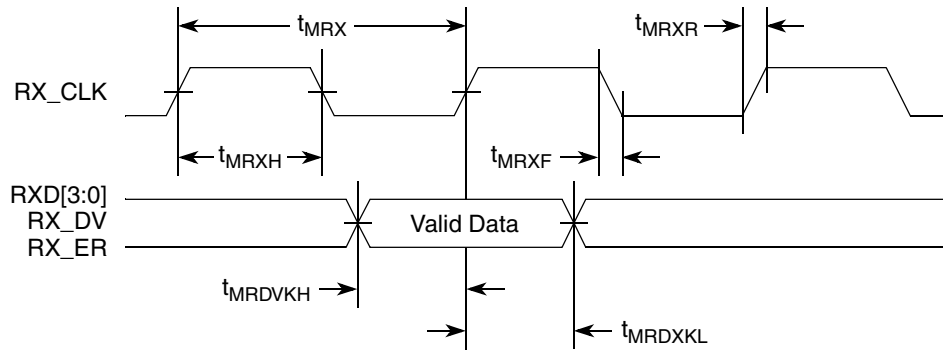 tMRX
tMRXR
RX_CLK
tMRXH
tMRXF
RXD[3:0]
RX_DV
RX_ER
Valid Data
tMRDVKH
tMRDXKL